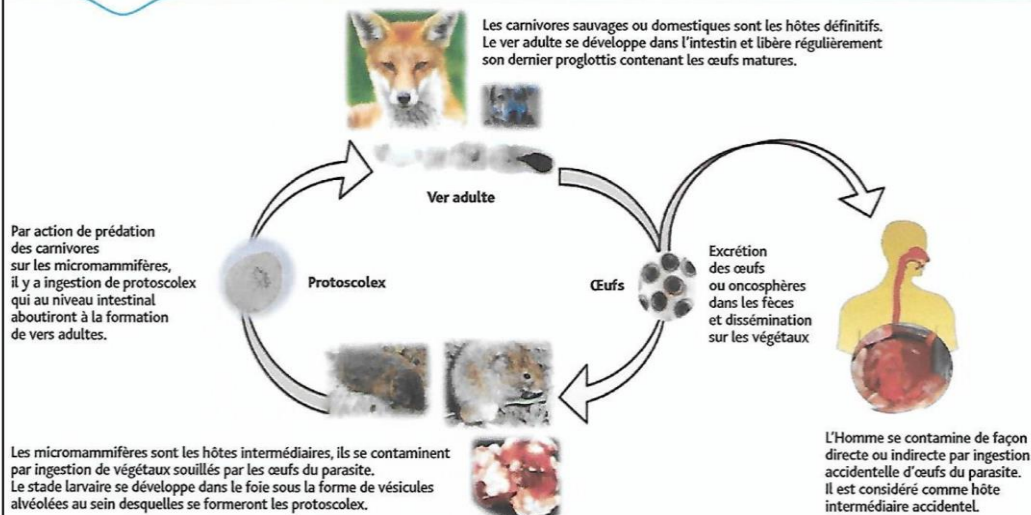 Les carnivores sauvages ou domestiques sont les hôtes définitifs.
Le ver adulte se développe dans l'intestin et libère régulièrement
son dernier proglottis contenant les œufs matures.
Ver adulte
Par action de prédation
des carnivores
sur les micromammifères,
il y a ingestion de protoscolex
qui au niveau intestinal
aboutiront à la formation
de vers adultes.
Protoscolex
Œufs
Excrétion
des œufs
ou oncosphères
dans les fèces
et dissémination
sur les végétaux
Les micromammifères sont les hôtes intermédiaires, ils se contaminent
par ingestion de végétaux souillés par les œufs du parasite.
Le stade larvaire se développe dans le foie sous la forme de vésicules
alvéolées au sein desquelles se formeront les protoscolex.
L'Homme se contamine de façon
directe ou indirecte par ingestion
accidentelle d'œufs du parasite.
Il est considéré comme hôte
intermédiaire accidentel.